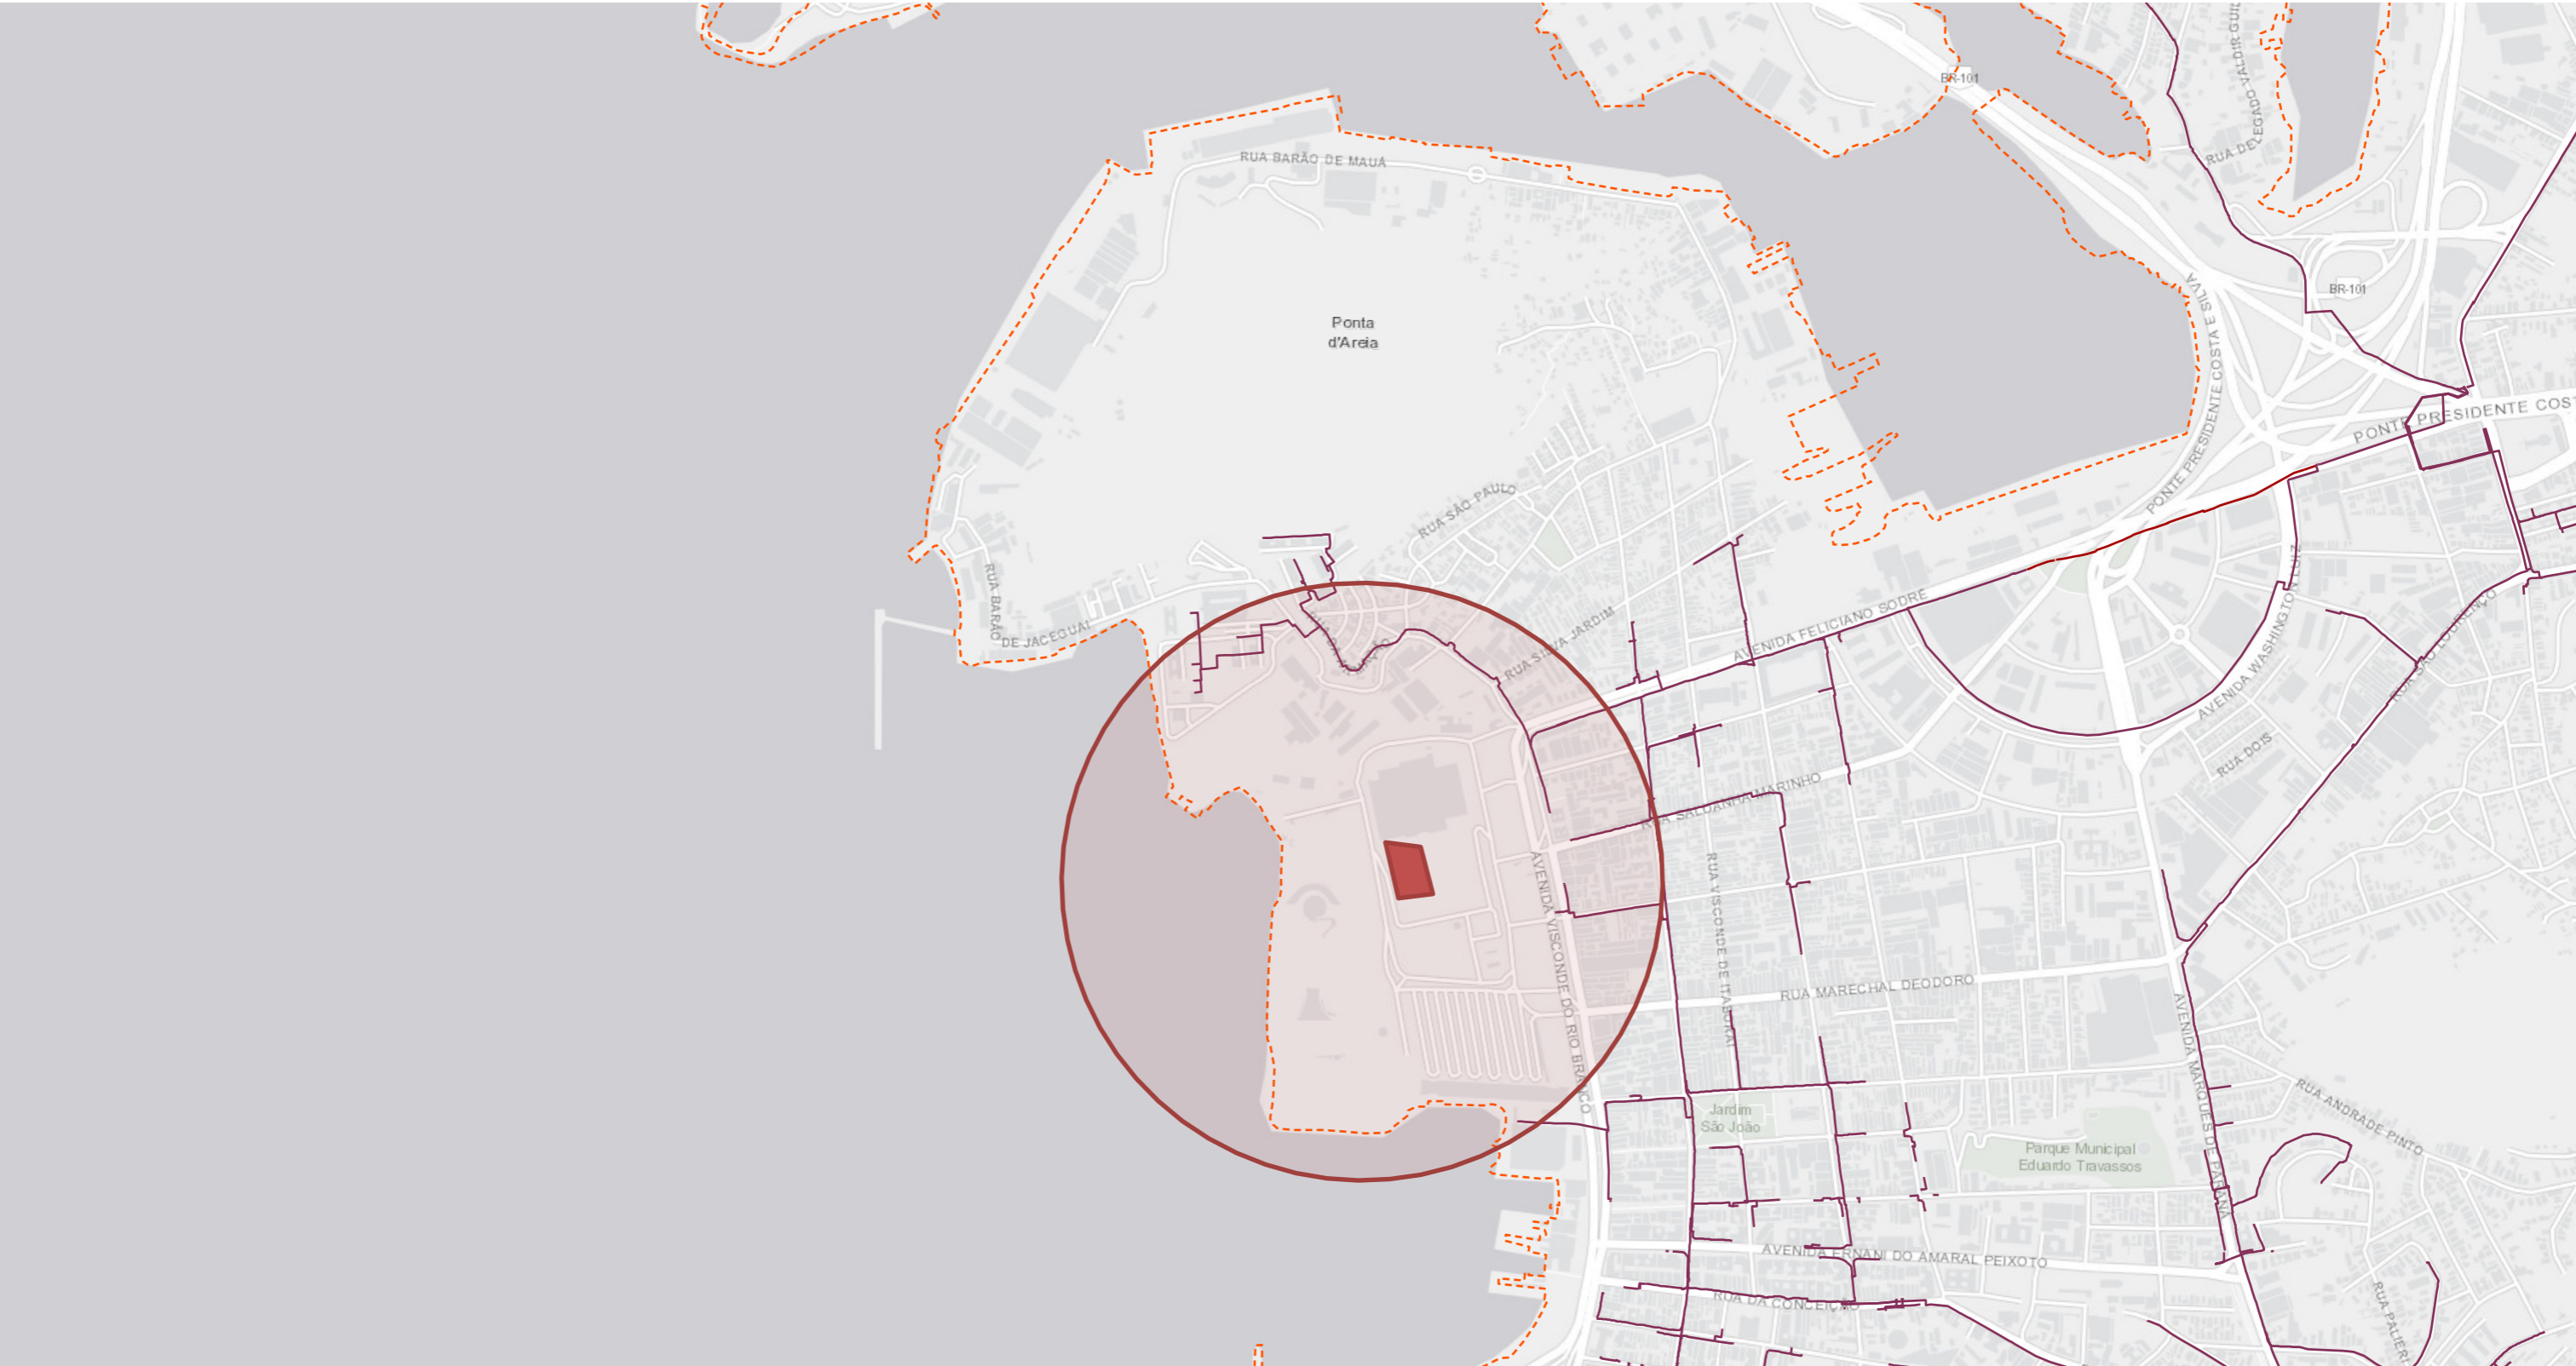 BR-101
RUA DELEGADO VALDIR GUI
RUA BARÃO DE MAUÁ
BR-101
Ponta
d'Areia
PONTE PRESIDENTE COSTA E SILVA
PONTE PRESIDENTE COST
RUA SÃO PAULO
RUA BARÃO
DE JACEGUAI
RUA SILVA JARDIM
AVENIDA FELICIANO SODRÉ
AVENIDA WASHINGTON LUIZ
RUA SÃO LOURENÇO
RUA DOIS
RUA SALDANHA MARINHO
AVENIDA VISCONDE DO RIO BRANCO
RUA VISCONDE DE ITABORAÍ
RUA MARECHAL DEODORO
AVENIDA MARQUÊS DE PARANÁ
RUA ANDRADE PINTO
Jardim
São João
Parque Municipal
Eduardo Travassos
AVENIDA ERNANI DO AMARAL PEIXOTO
RUA DA CONCEIÇÃO